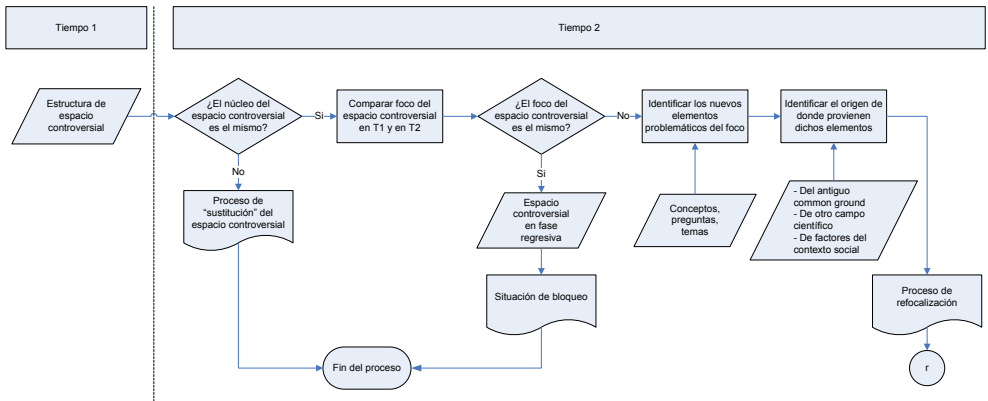 Tiempo 1
Tiempo 2
Estructura de
espacio
controversial
¿El núcleo del
espacio controversial
es el mismo?
Si
Comparar foco del
espacio controversial
en T1 y en T2
¿El foco del
espacio controversial
es el mismo?
No
Identificar los nuevos
elementos
problemáticos del foco
Identificar el origen de
donde provienen
dichos elementos
No
Si
Proceso de
“sustitución” del
espacio controversial
Espacio
controversial
en fase
regresiva
Conceptos,
preguntas,
temas
- Del antiguo
common ground
- De otro campo
científico
- De factores del
contexto social
Situación de bloqueo
Proceso de
refocalización
Fin del proceso
r